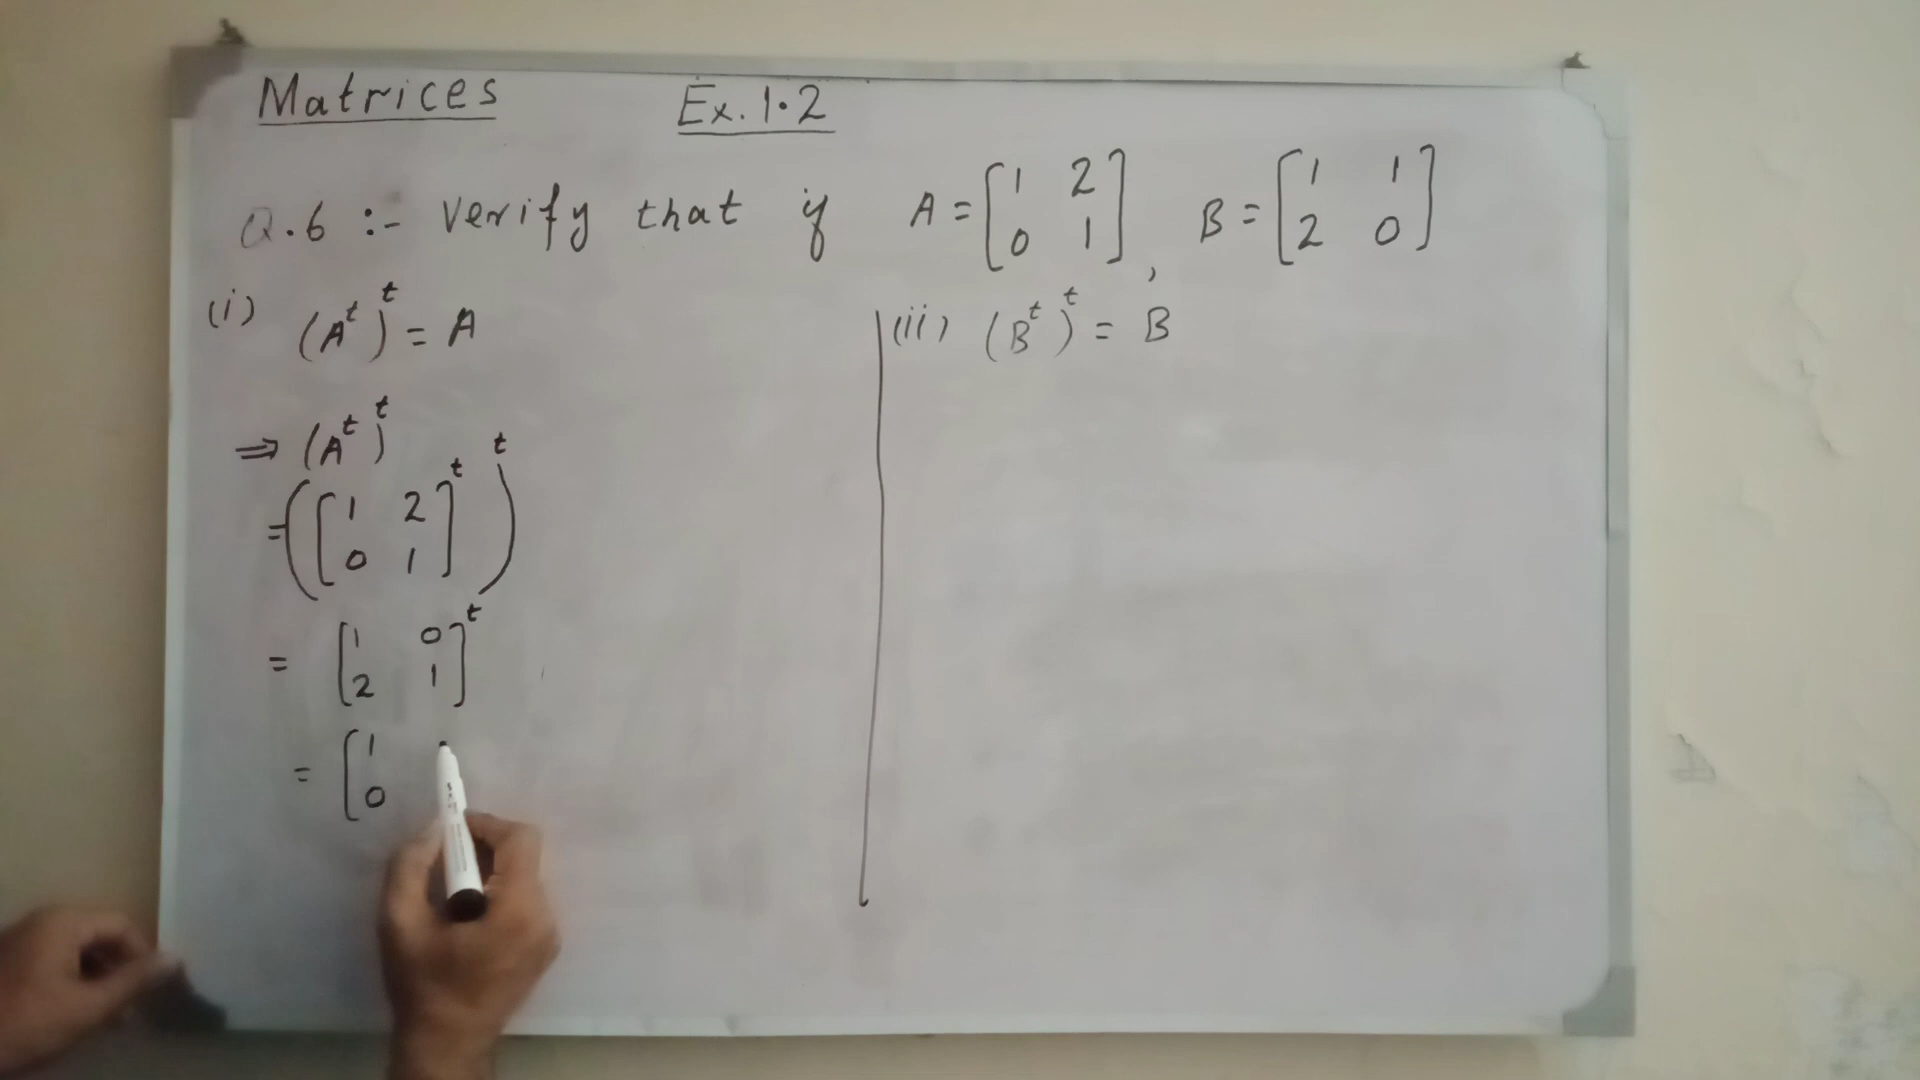 Matrices Ex. 1.2
Q.6 :- Verify that if A = [1 2 0 1], B = [1 1 2 0]
(i) (A^t)^t = A
⇒ (A^t)^t
= ([1 2 0 1]^t)^t
= [1 0 2 1]^t
= [1 0
(ii) (B^t)^t = B